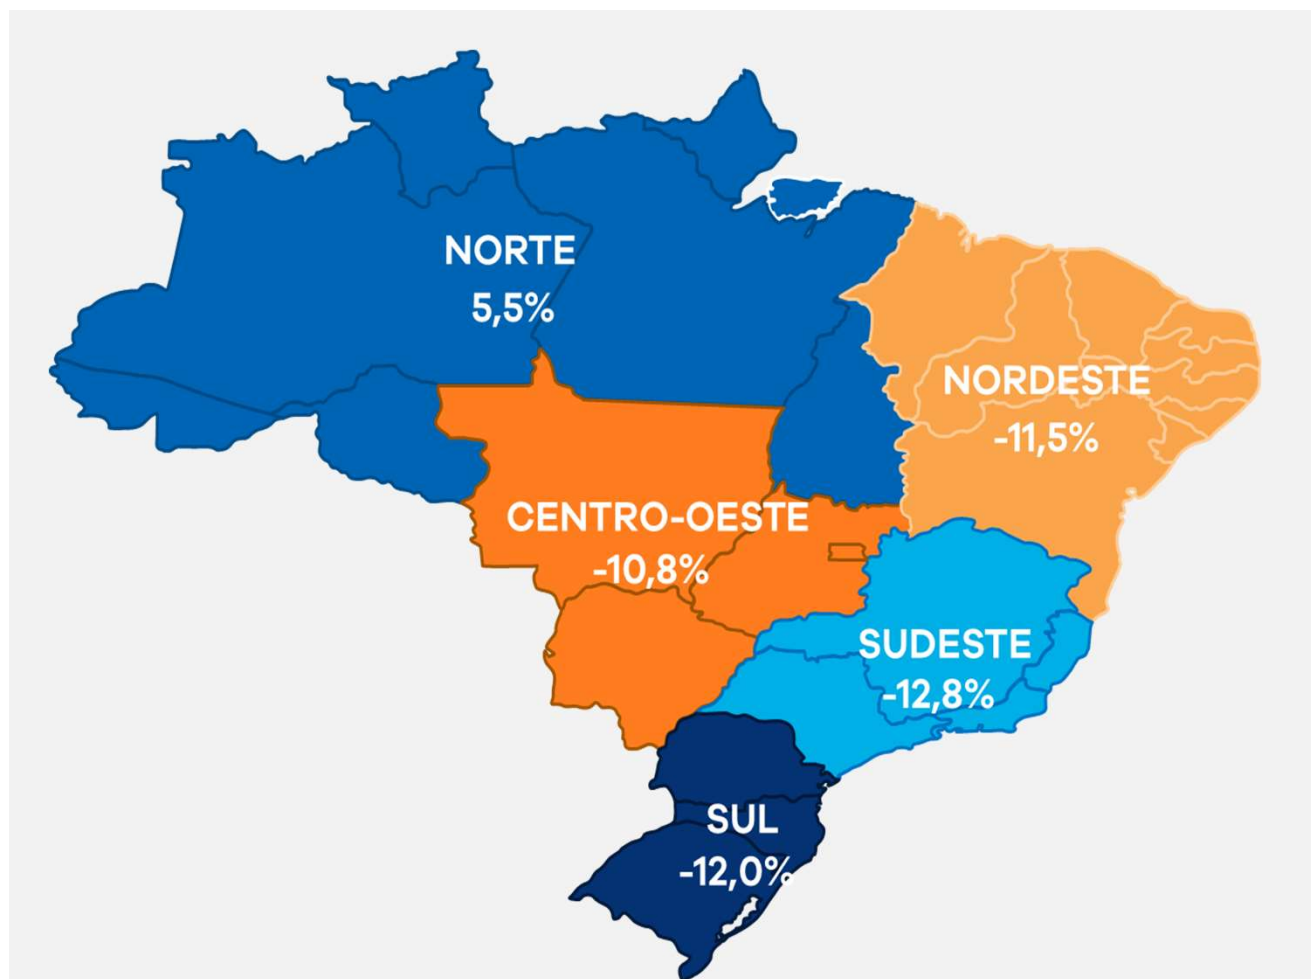 NORTE
5,5%
NORDESTE
-11,5%
CENTRO-OESTE
-10,8%
SUDESTE
-12,8%
SUL
-12,0%